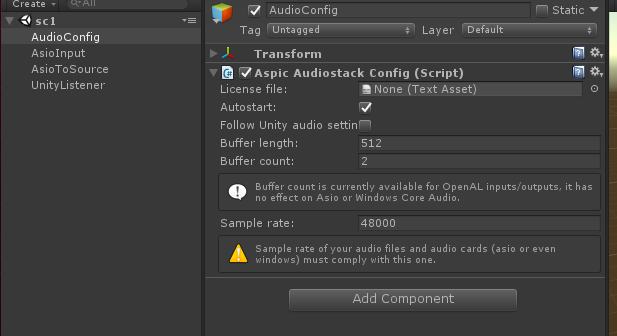 Create
All
sc1
AudioConfig
AsioInput
AsioToSource
UnityListener
AudioConfig
Static
Tag
Untagged
Layer
Default
Transform
Aspic Audiostack Config (Script)
License file:
None (Text Asset)
Autostart:
Follow Unity audio settin
Buffer length:
512
Buffer count:
2
Buffer count is currently available for OpenAL inputs/outputs, it has
no effect on Asio or Windows Core Audio.
Sample rate:
48000
Sample rate of your audio files and audio cards (asio or even
windows) must comply with this one.
Add Component